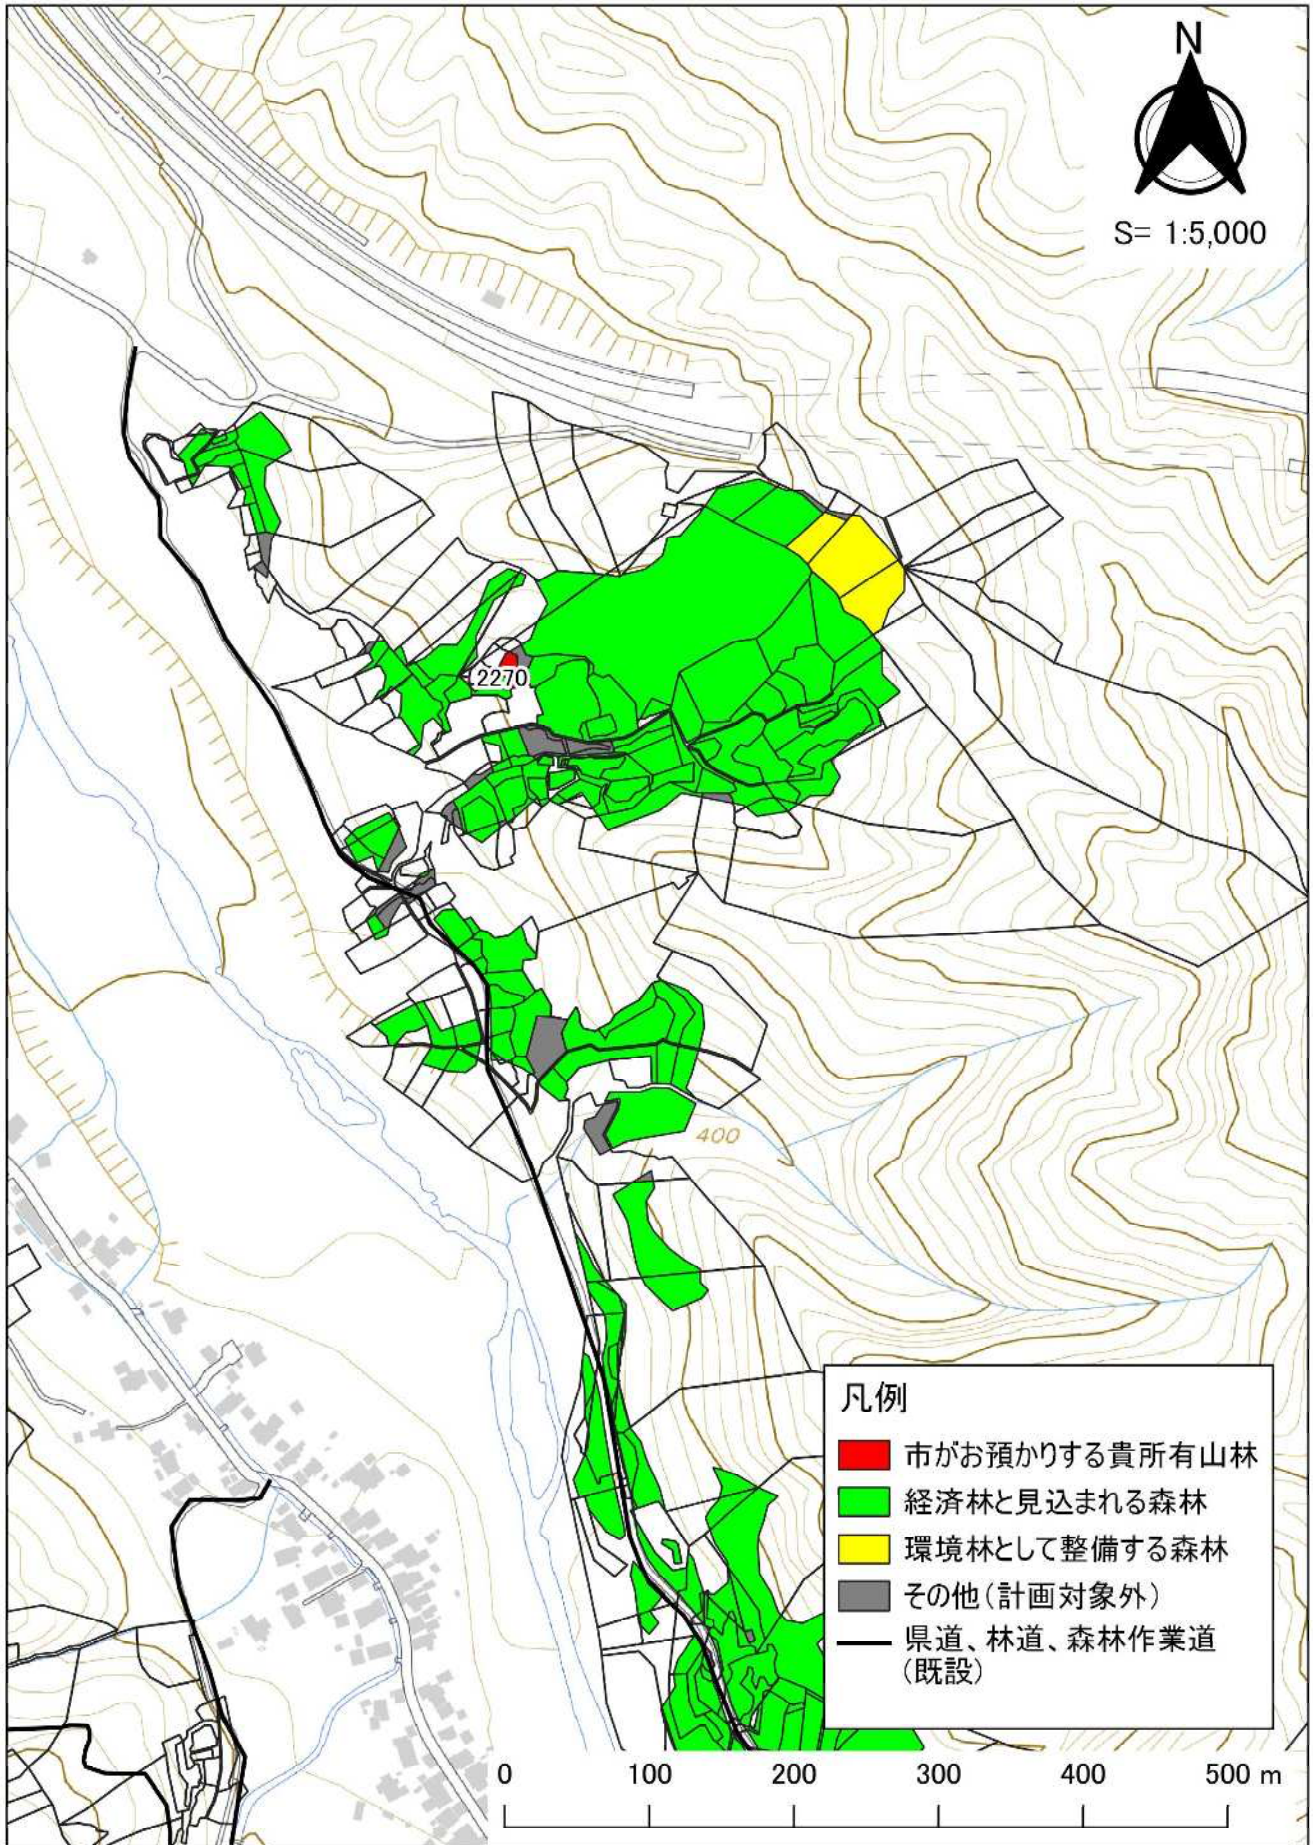 N
S= 1:5,000
2270
400
凡例
市がお預かりする貴所有山林
経済林と見込まれる森林
環境林として整備する森林
その他(計画対象外)
県道、林道、森林作業道
(既設)
0 100 200 300 400 500 m